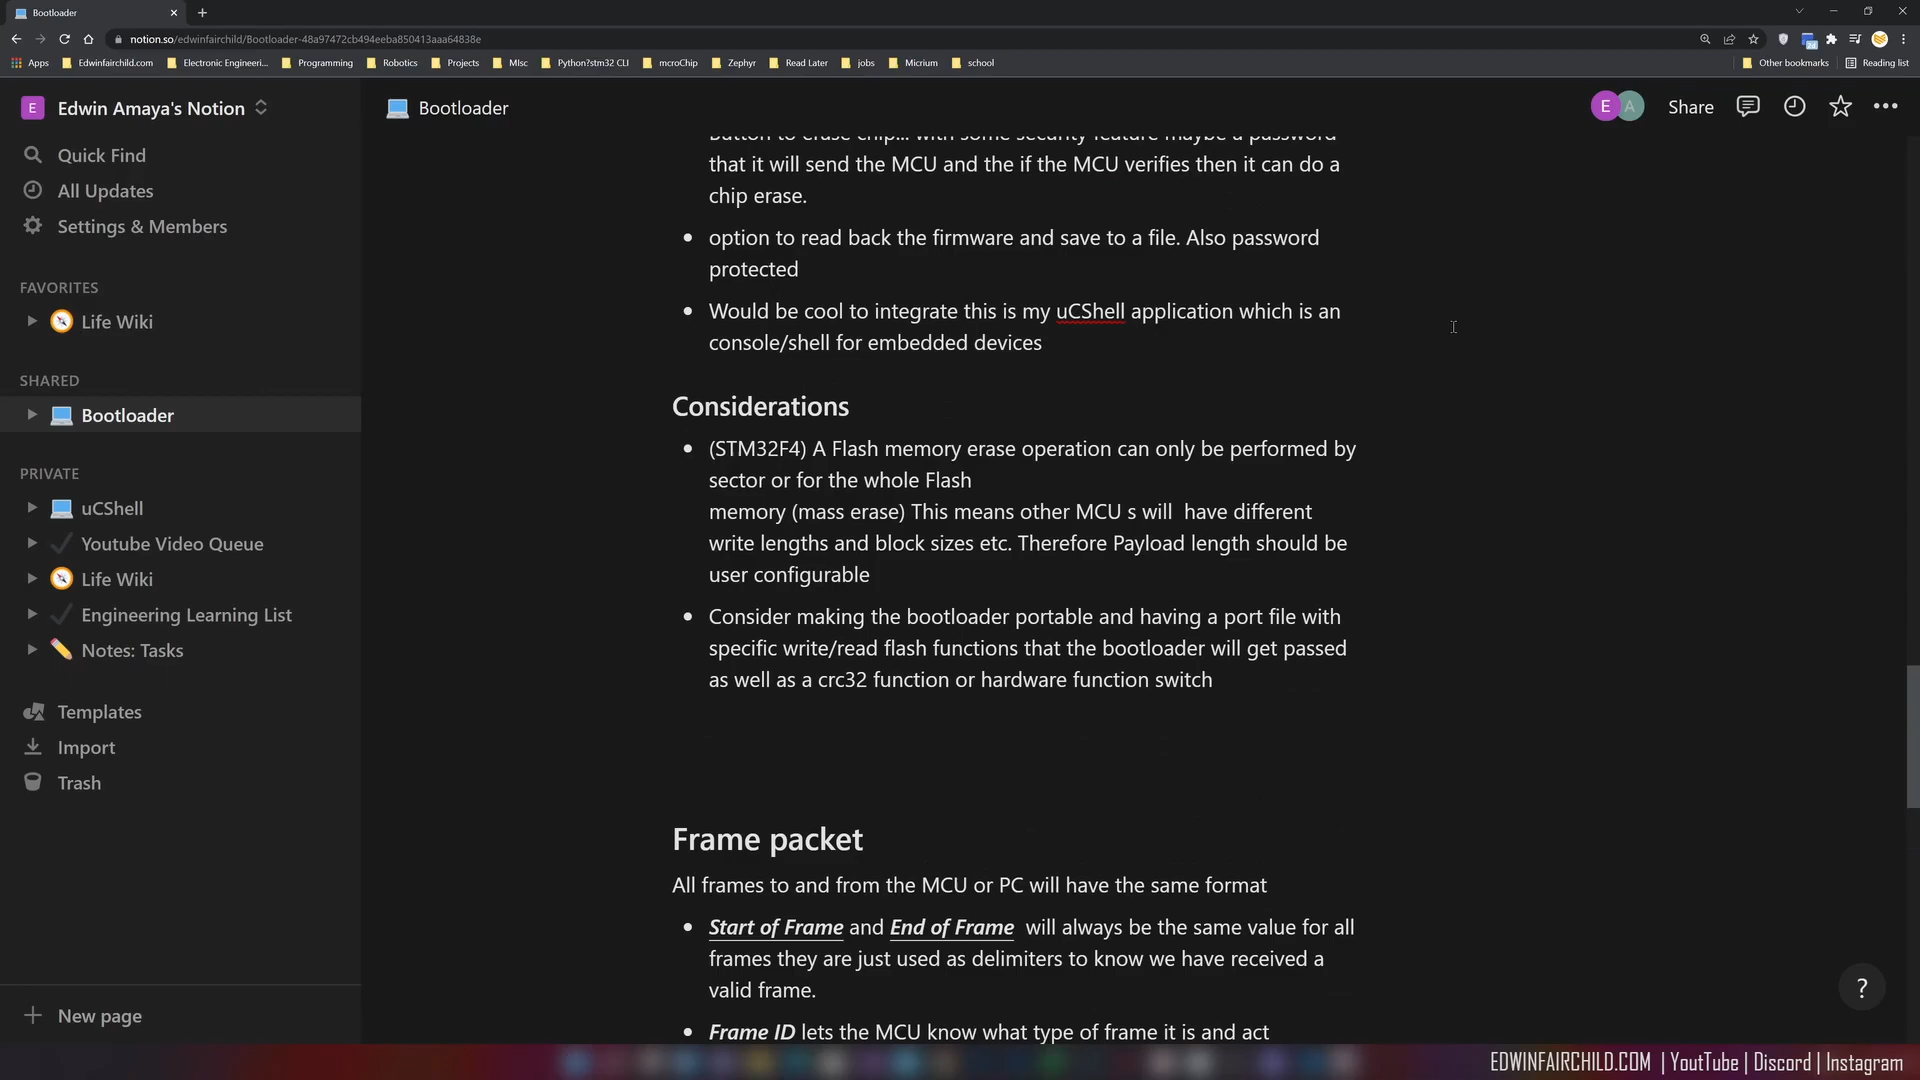 Bootloader
notion.so/edwinfairchild/Bootloader-48a97472cb494eeba850413aaa64838e
Apps Edwinfairchild.com Electronic Engineeri... Programming Robotics Projects MIsc Python?stm32 CLI mcroChip Zephyr Read Later jobs Micrium school Other bookmarks Reading list
E Edwin Amaya's Notion
Quick Find
All Updates
Settings & Members
FAVORITES
Life Wiki
SHARED
Bootloader
PRIVATE
uCShell
Youtube Video Queue
Life Wiki
Engineering Learning List
Notes: Tasks
Templates
Import
Trash
New page
Bootloader E A Share
Button to erase chip... with some security feature maybe a password
that it will send the MCU and the if the MCU verifies then it can do a
chip erase.
option to read back the firmware and save to a file. Also password
protected
Would be cool to integrate this is my uCShell application which is an
console/shell for embedded devices
Considerations
(STM32F4) A Flash memory erase operation can only be performed by
sector or for the whole Flash
memory (mass erase) This means other MCU s will have different
write lengths and block sizes etc. Therefore Payload length should be
user configurable
Consider making the bootloader portable and having a port file with
specific write/read flash functions that the bootloader will get passed
as well as a crc32 function or hardware function switch
Frame packet
All frames to and from the MCU or PC will have the same format
Start of Frame and End of Frame will always be the same value for all
frames they are just used as delimiters to know we have received a
valid frame.
Frame ID lets the MCU know what type of frame it is and act
?
EDWINFAIRCHILD.COM | YouTube | Discord | Instagram